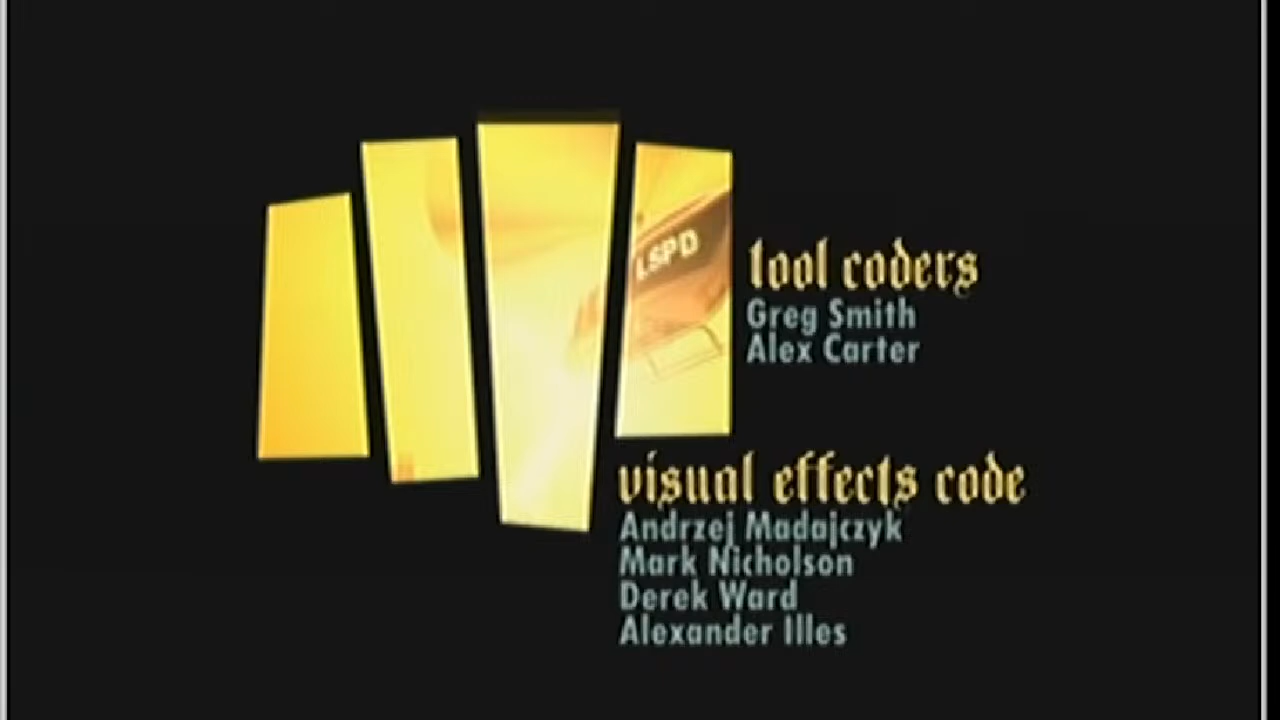 LSPD
tool coders
Greg Smith
Alex Carter
visual effects code
Andrzej Madajczyk
Mark Nicholson
Derek Ward
Alexander Illes